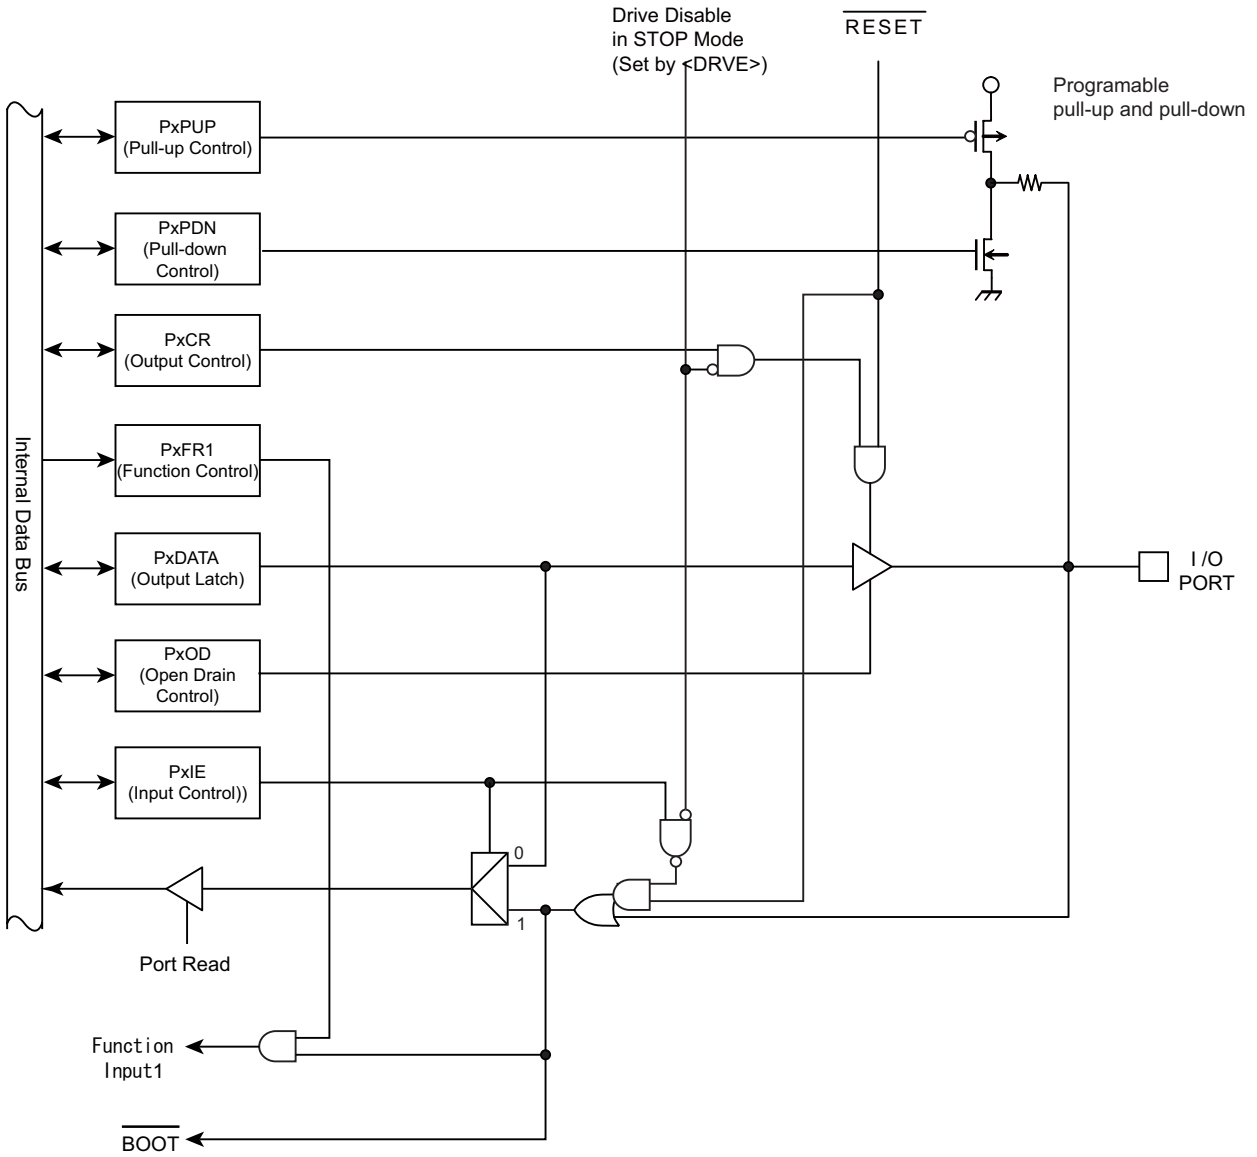 Drive Disable
in STOP Mode
(Set by <DRVE>)
RESET
Programable
pull-up and pull-down
PxPUP
(Pull-up Control)
PxPDN
(Pull-down
Control)
PxCR
(Output Control)
PxFR1
(Function Control)
Internal Data Bus
PxDATA
(Output Latch)
I /O
PORT
PxOD
(Open Drain
Control)
PxIE
(Input Control))
0
1
Port Read
Function
Input1
BOOT